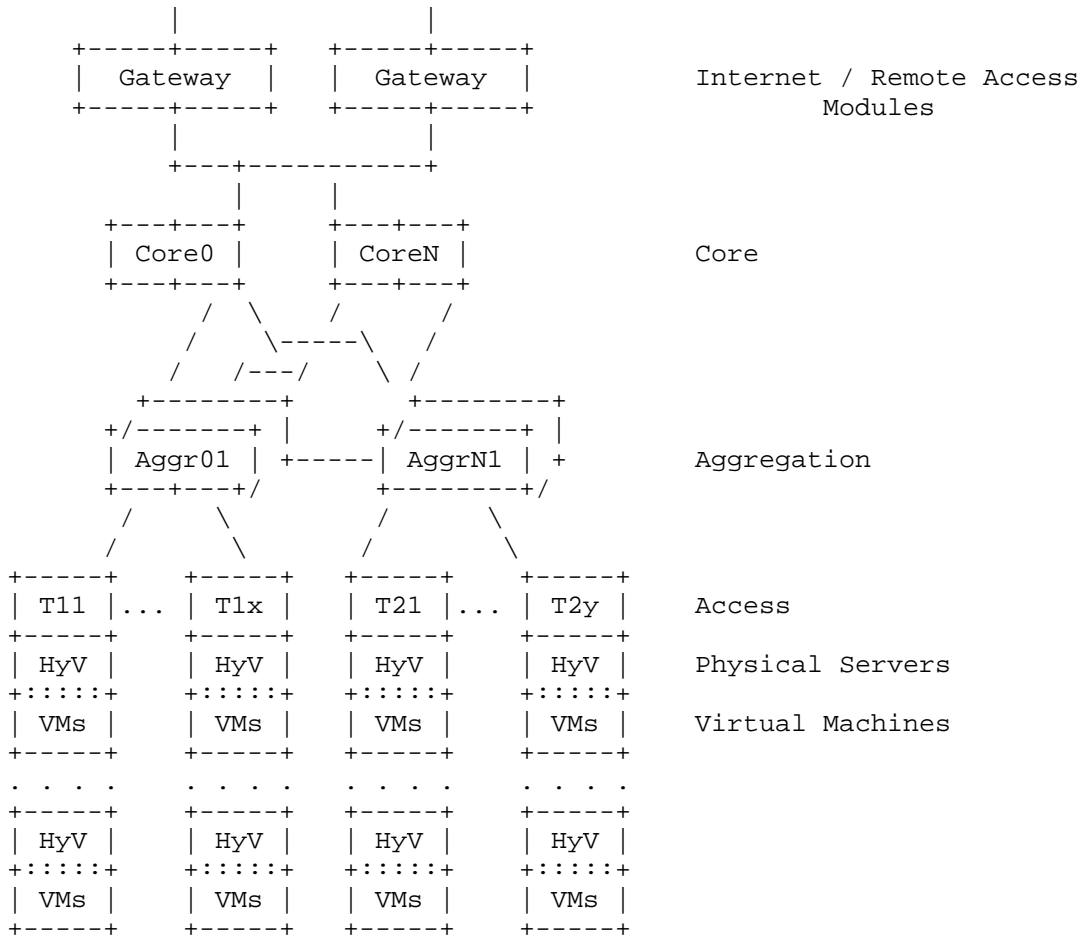 Gateway Gateway Internet / Remote Access
Modules
Core0 CoreN Core
Aggr01 AggrN1 Aggregation
T11 ... T1x T21 ... T2y Access
HyV HyV HyV HyV Physical Servers
VMs VMs VMs VMs Virtual Machines
. . . . . . . . . . . . . . . .
HyV HyV HyV HyV
VMs VMs VMs VMs